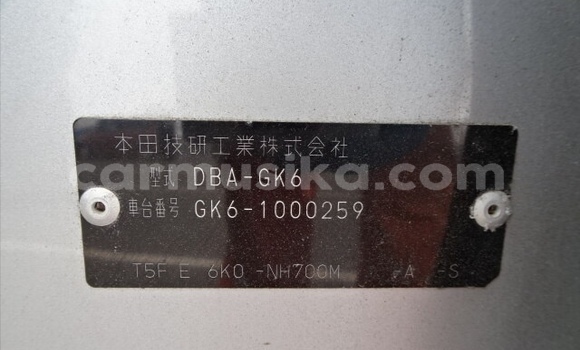 本田技研工業株式会社
型式 DBA-GK6
carmusika.com
車台番号 GK6-1000259
T5F E 6K0 -NH700M -A -S